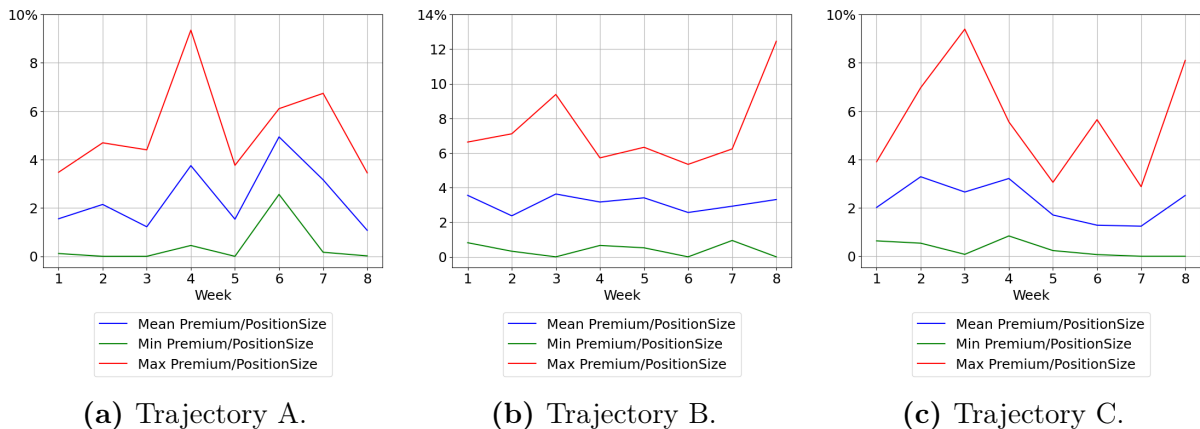 10%
8
6
4
2
0
1 2 3 4 5 6 7 8
Week
Mean Premium/PositionSize
Min Premium/PositionSize
Max Premium/PositionSize
(a) Trajectory A.
14%
12
10
8
6
4
2
0
1 2 3 4 5 6 7 8
Week
Mean Premium/PositionSize
Min Premium/PositionSize
Max Premium/PositionSize
(b) Trajectory B.
10%
8
6
4
2
0
1 2 3 4 5 6 7 8
Week
Mean Premium/PositionSize
Min Premium/PositionSize
Max Premium/PositionSize
(c) Trajectory C.